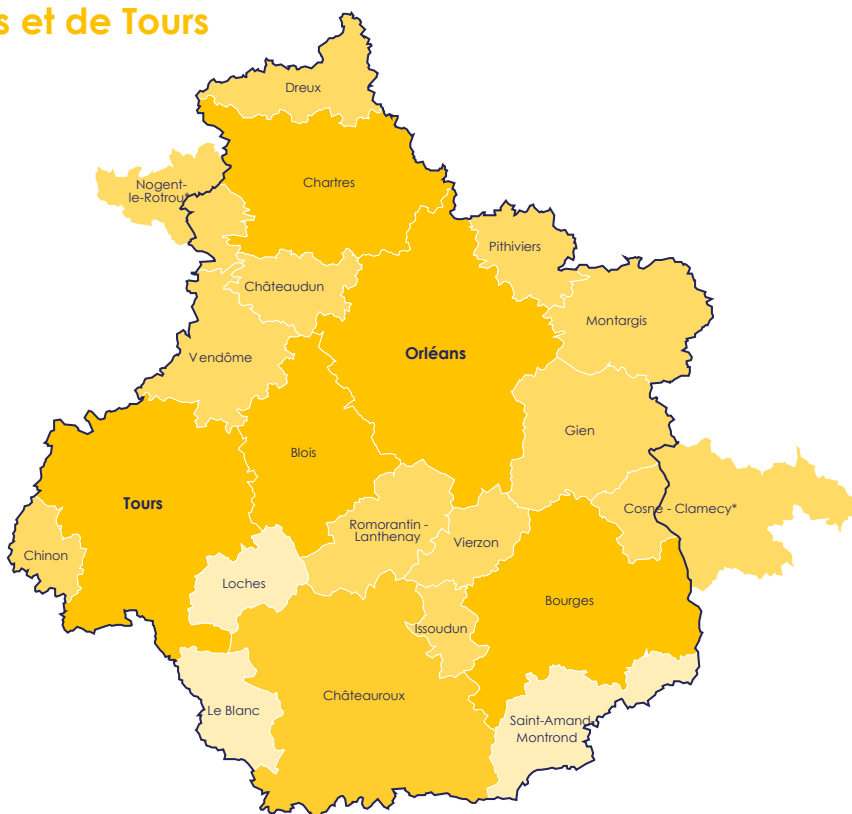 s et de Tours
Dreux
Chartres
Nogent-
le-Rotrou*
Pithiviers
Châteaudun
Montargis
Vendôme
Orléans
Gien
Blois
Tours
Cosne - Clamecy*
Romorantin -
Lanthenay
Vierzon
Chinon
Loches
Bourges
Issoudun
Châteauroux
Le Blanc
Saint-Amand-
Montrond